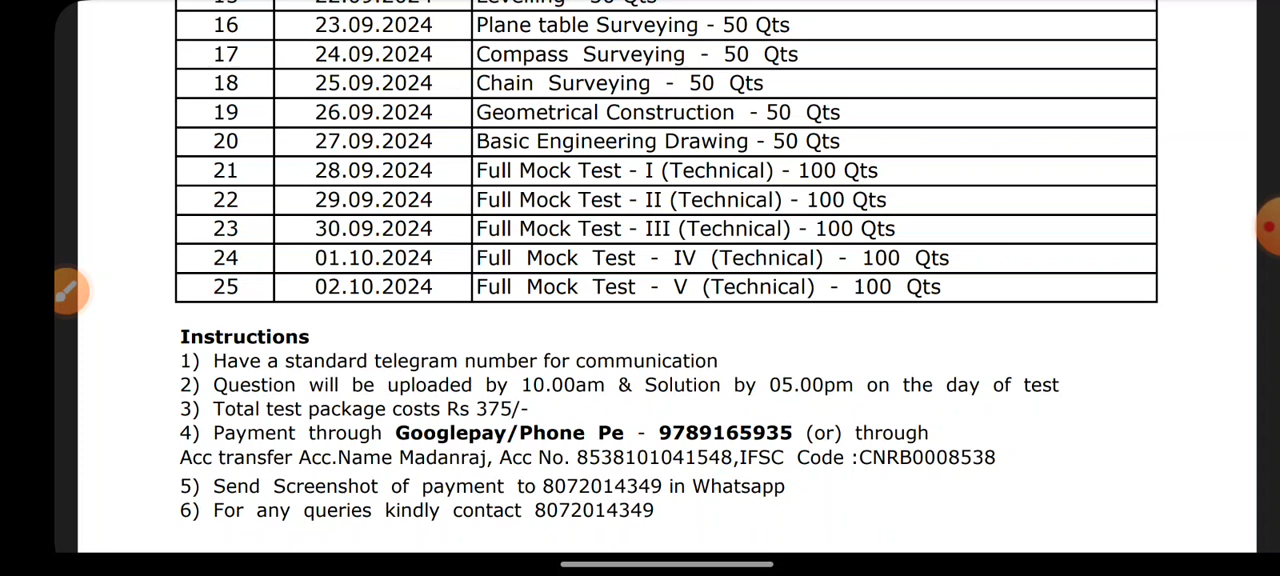 15 22.09.2024 Levelling - 50 Qts
16 23.09.2024 Plane table Surveying - 50 Qts
17 24.09.2024 Compass Surveying - 50 Qts
18 25.09.2024 Chain Surveying - 50 Qts
19 26.09.2024 Geometrical Construction - 50 Qts
20 27.09.2024 Basic Engineering Drawing - 50 Qts
21 28.09.2024 Full Mock Test - I (Technical) - 100 Qts
22 29.09.2024 Full Mock Test - II (Technical) - 100 Qts
23 30.09.2024 Full Mock Test - III (Technical) - 100 Qts
24 01.10.2024 Full Mock Test - IV (Technical) - 100 Qts
25 02.10.2024 Full Mock Test - V (Technical) - 100 Qts
Instructions
1) Have a standard telegram number for communication
2) Question will be uploaded by 10.00am & Solution by 05.00pm on the day of test
3) Total test package costs Rs 375/-
4) Payment through Googlepay/Phone Pe - 9789165935 (or) through
Acc transfer Acc.Name Madanraj, Acc No. 8538101041548,IFSC Code :CNRB0008538
5) Send Screenshot of payment to 8072014349 in Whatsapp
6) For any queries kindly contact 8072014349